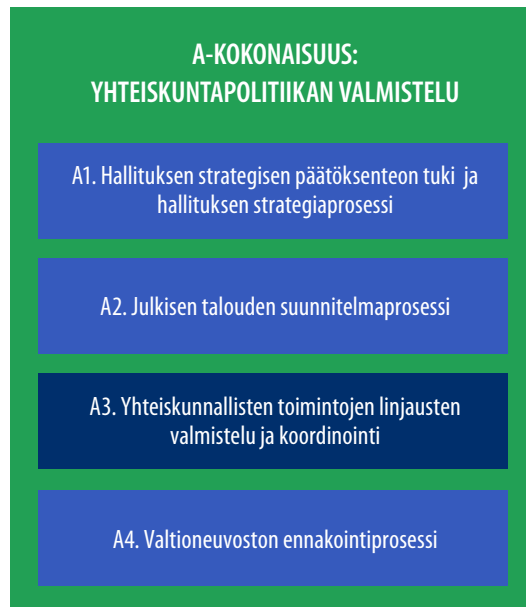 A-KOKONAISUUS:
YHTEISKUNTAPOLITIIKAN VALMISTELU
A1. Hallituksen strategisen päätöksenteon tuki ja
hallituksen strategiaprosessi
A2. Julkisen talouden suunnitelmaprosessi
A3. Yhteiskunnallisten toimintojen linjausten
valmistelu ja koordinointi
A4. Valtioneuvoston ennakointiprosessi